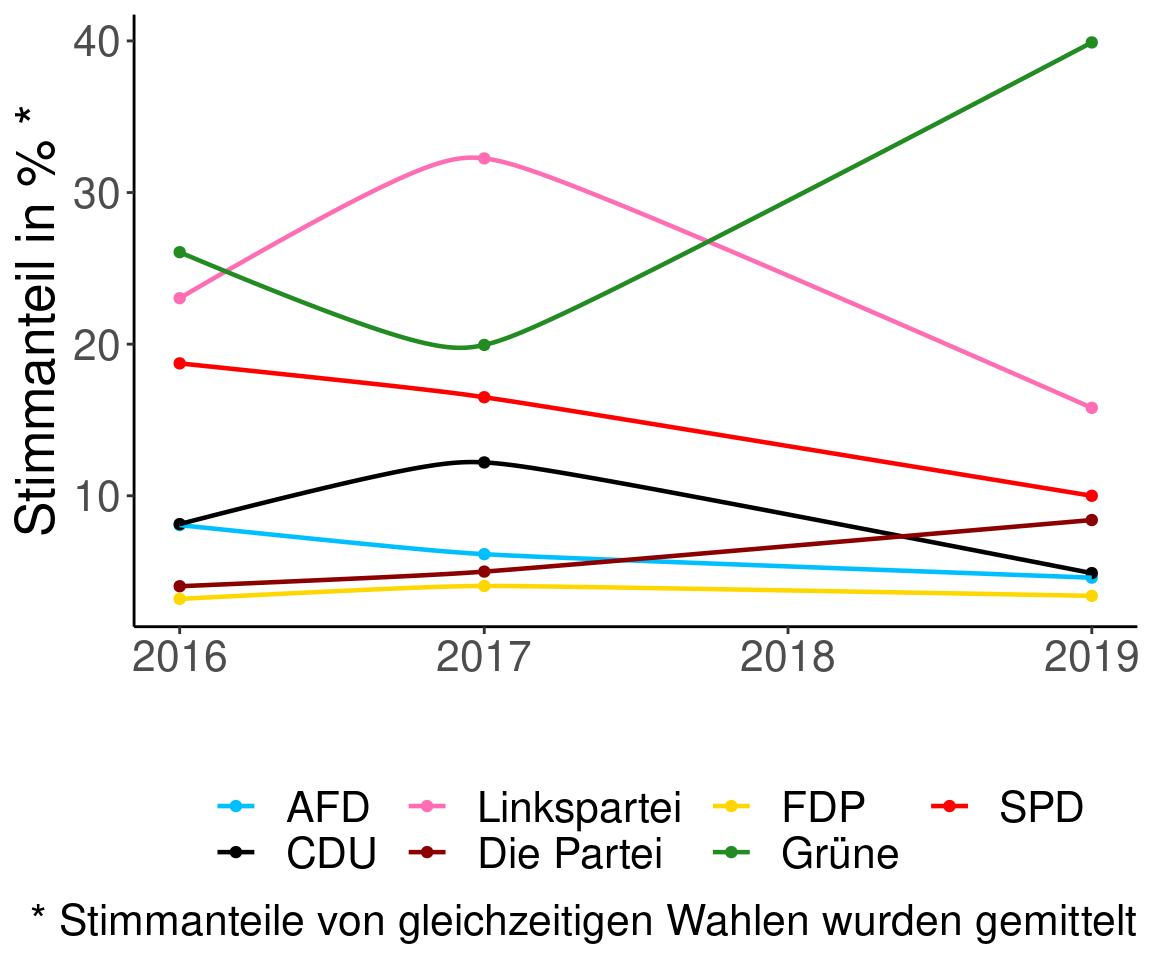 Stimmanteil in % *
40
30
20
10
2016 2017 2018 2019
AFD Linkspartei FDP SPD
CDU Die Partei Grüne
* Stimmanteile von gleichzeitigen Wahlen wurden gemittelt